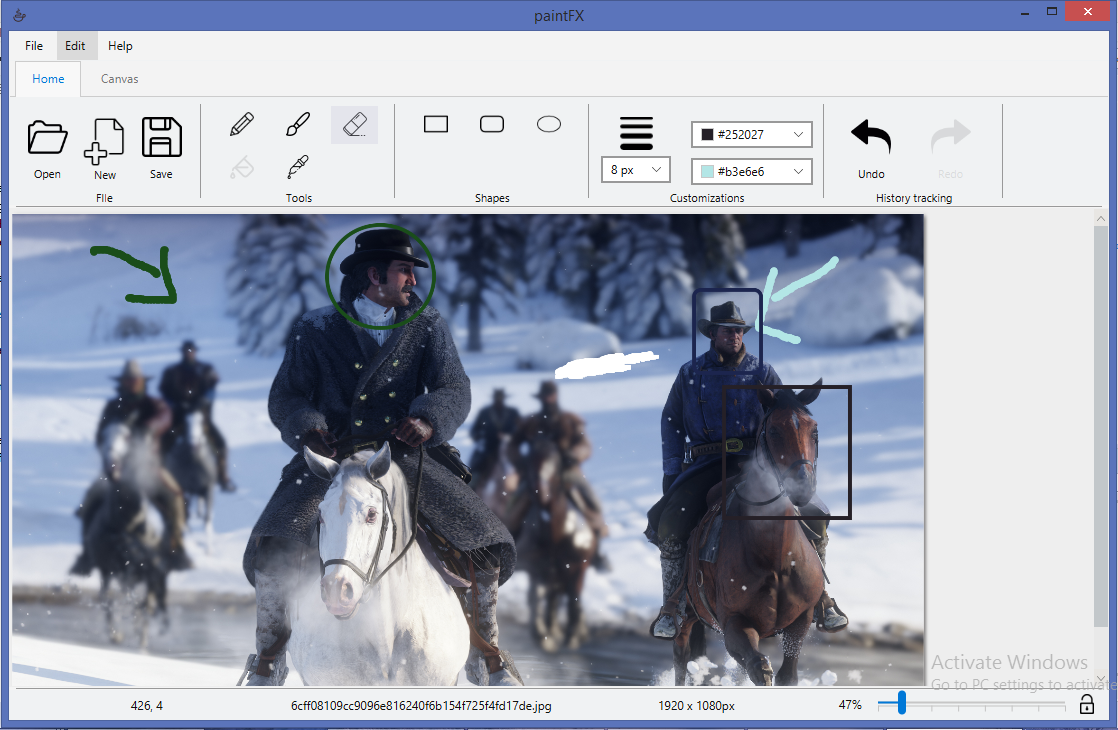 paintFX
File Edit Help
Home Canvas
Open New Save
File
Tools
Shapes
8 px
#252027
#b3e6e6
Customizations
Undo Redo
History tracking
Activate Windows
Go to PC settings to activate
426, 4 6cff08109cc9096e816240f6b154f725f4fd17de.jpg 1920 x 1080px 47%